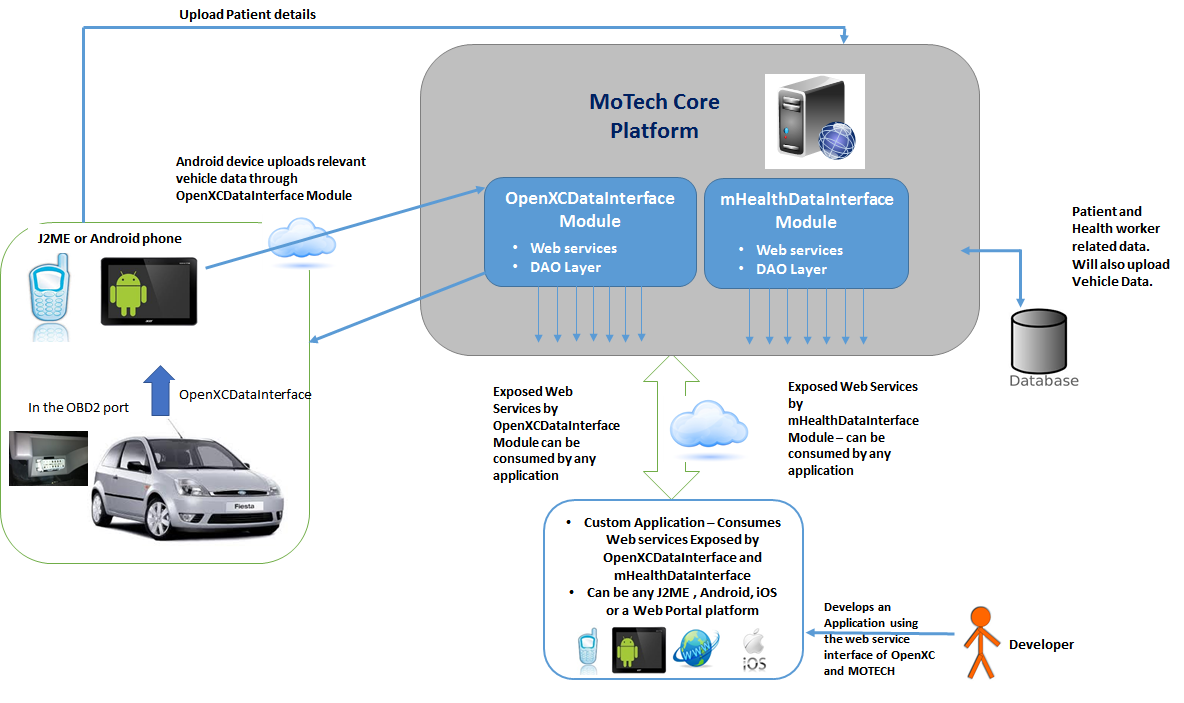 Upload Patient details
MoTech Core
Platform
Android device uploads relevant
vehicle data through
OpenXCDataInterface Module
OpenXCDataInterface
Module
• Web services
• DAO Layer
mHealthDataInterface
Module
• Web services
• DAO Layer
Patient and
Health worker
related data.
Will also upload
Vehicle Data.
Database
J2ME or Android phone
OpenXCDataInterface
In the OBD2 port
Fiesta
Exposed Web
Services by
OpenXCDataInterface
Module can be
consumed by any
application
Exposed Web Services
by
mHealthDataInterface
Module – can be
consumed by any
application
• Custom Application – Consumes
Web services Exposed by
OpenXCDataInterface and
mHealthDataInterface
• Can be any J2ME , Android, iOS
or a Web Portal platform
WWW
iOS
Develops an
Application using
the web service
interface of OpenXC
and MOTECH
Developer